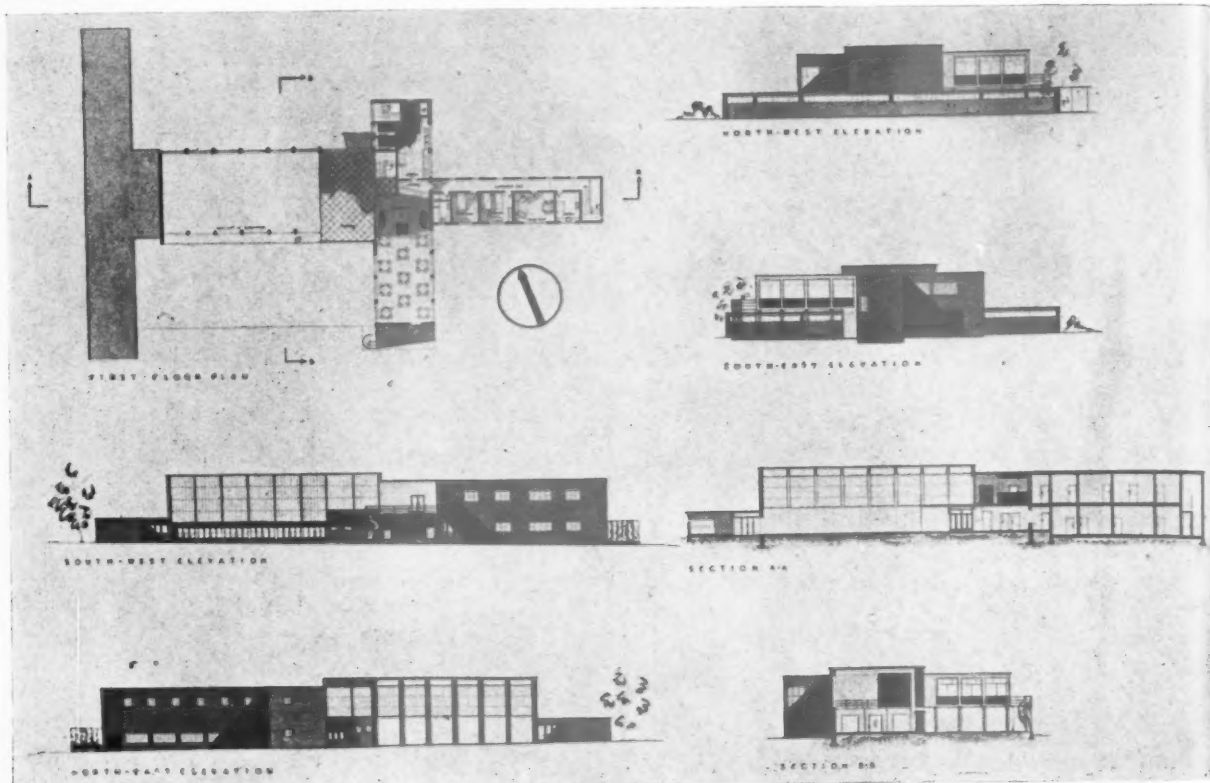 FIRST-FLOOR PLAN
NORTH-WEST ELEVATION
SOUTH-EAST ELEVATION
SOUTH-WEST ELEVATION
SECTION A-A
NORTH-EAST ELEVATION
SECTION B-B